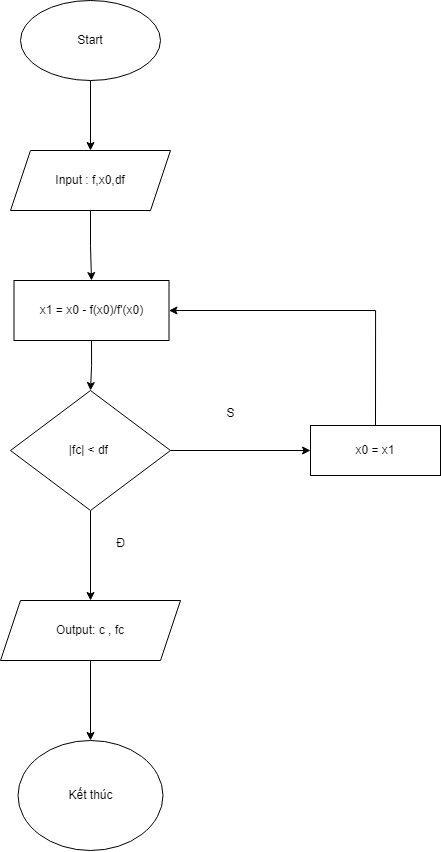 Start
Input : f,x0,df
x1 = x0 - f(x0)/f'(x0)
|fc| < df
S
x0 = x1
Đ
Output: c , fc
Kết thúc